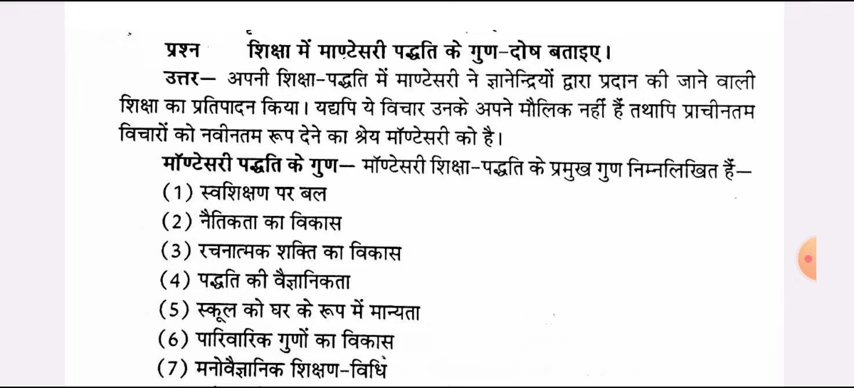 प्रश्न शिक्षा में माण्टेसरी पद्धति के गुण-दोष बताइए।
उत्तर— अपनी शिक्षा-पद्धति में माण्टेसरी ने ज्ञानेन्द्रियों द्वारा प्रदान की जाने वाली
शिक्षा का प्रतिपादन किया। यद्यपि ये विचार उनके अपने मौलिक नहीं हैं तथापि प्राचीनतम
विचारों को नवीनतम रूप देने का श्रेय मॉण्टेसरी को है।
मॉण्टेसरी पद्धति के गुण— मॉण्टेसरी शिक्षा-पद्धति के प्रमुख गुण निम्नलिखित हैं—
(1) स्वशिक्षण पर बल
(2) नैतिकता का विकास
(3) रचनात्मक शक्ति का विकास
(4) पद्धति की वैज्ञानिकता
(5) स्कूल को घर के रूप में मान्यता
(6) पारिवारिक गुणों का विकास
(7) मनोवैज्ञानिक शिक्षण-विधि